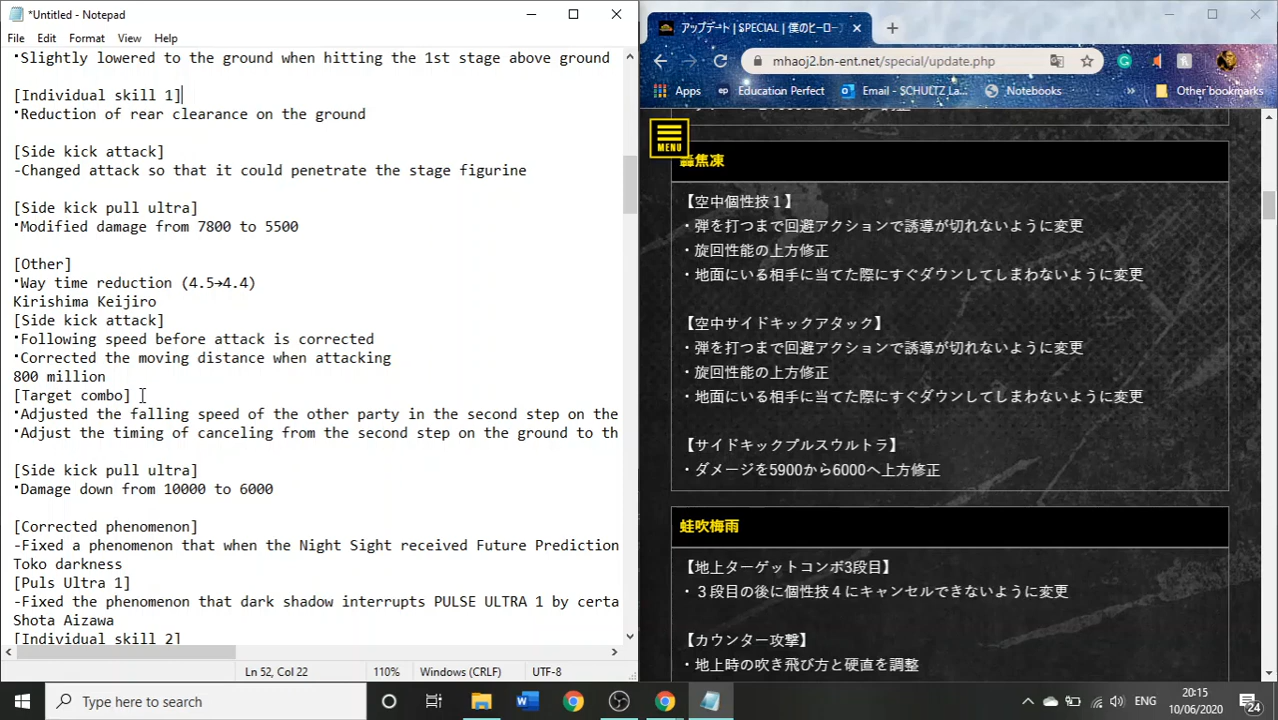 *Untitled - Notepad
File Edit Format View Help
•Slightly lowered to the ground when hitting the 1st stage above ground
[Individual skill 1]
•Reduction of rear clearance on the ground
[Side kick attack]
-Changed attack so that it could penetrate the stage figurine
[Side kick pull ultra]
•Modified damage from 7800 to 5500
[Other]
•Way time reduction (4.5→4.4)
Kirishima Keijiro
[Side kick attack]
•Following speed before attack is corrected
•Corrected the moving distance when attacking
800 million
[Target combo]
•Adjusted the falling speed of the other party in the second step on the
•Adjust the timing of canceling from the second step on the ground to th
[Side kick pull ultra]
•Damage down from 10000 to 6000
[Corrected phenomenon]
-Fixed a phenomenon that when the Night Sight received Future Prediction
Toko darkness
[Puls Ultra 1]
-Fixed the phenomenon that dark shadow interrupts PULSE ULTRA 1 by certa
Shota Aizawa
[Individual skill 2]
Ln 52, Col 22 110% Windows (CRLF) UTF-8
アップデート | SPECIAL | 僕のヒーロー
mhaoj2.bn-ent.net/special/update.php
Apps Education Perfect Email - SCHULTZ La... Notebooks Other bookmarks
MENU
轟焦凍
【空中個性技１】
・弾を打つまで回避アクションで誘導が切れないように変更
・旋回性能の上方修正
・地面にいる相手に当てた際にすぐダウンしてしまわないように変更
【空中サイドキックアタック】
・弾を打つまで回避アクションで誘導が切れないように変更
・旋回性能の上方修正
・地面にいる相手に当てた際にすぐダウンしてしまわないように変更
【サイドキックプルスウルトラ】
・ダメージを5900から6000へ上方修正
蛙吹梅雨
【地上ターゲットコンボ3段目】
・３段目の後に個性技４にキャンセルできないように変更
【カウンター攻撃】
・地上時の吹き飛び方と硬直を調整
Type here to search
ENG
20:15
10/06/2020
24